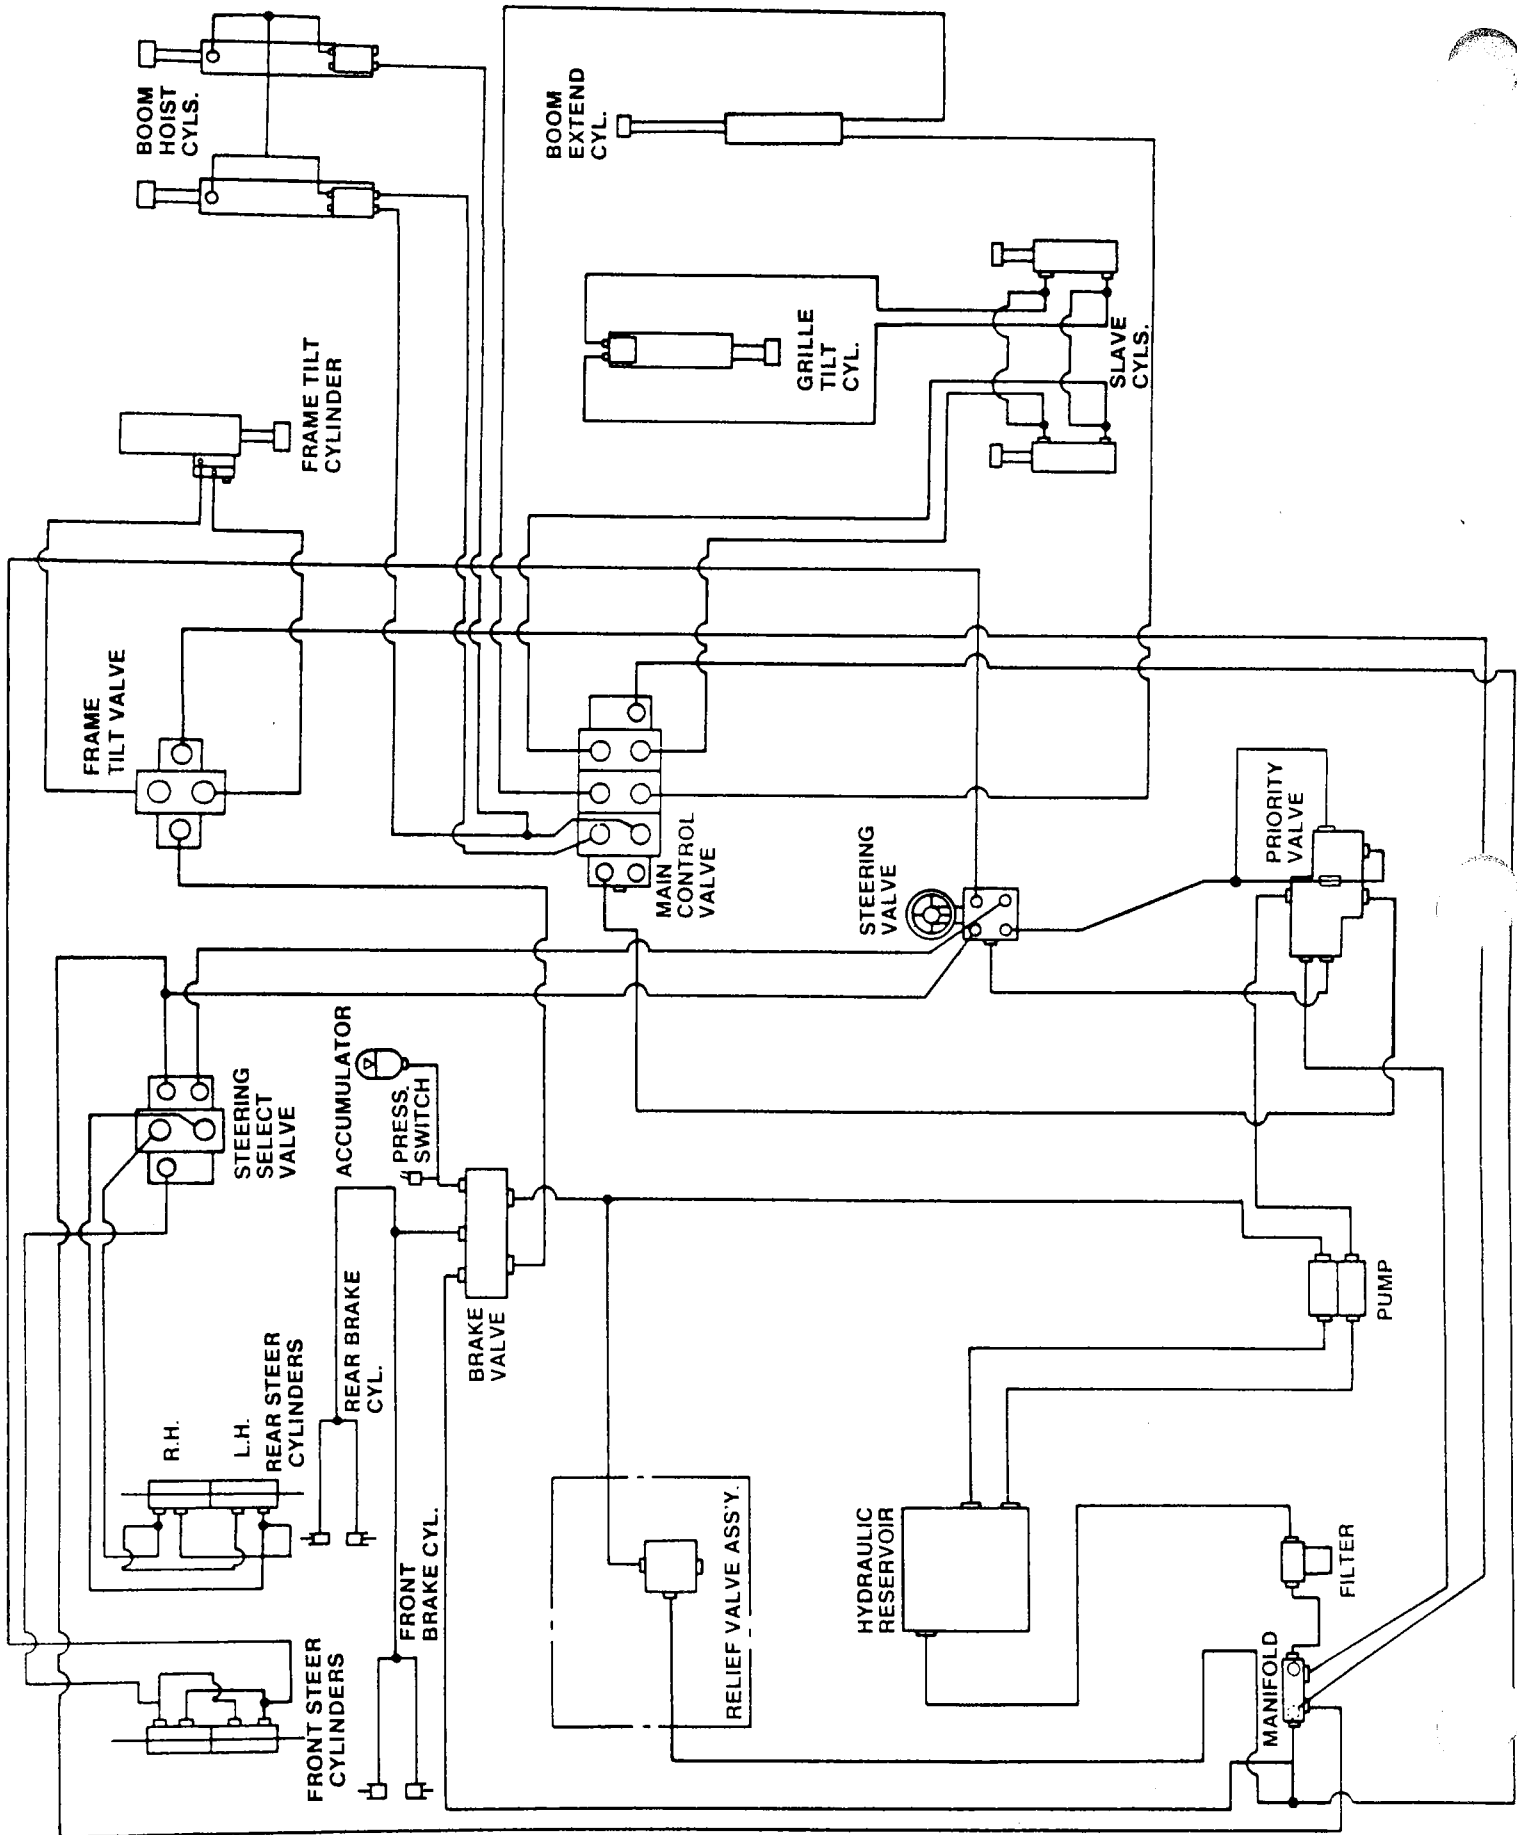 BOOM
HOIST
CYLS.
BOOM
EXTEND
CYL.
FRAME TILT
CYLINDER
GRILLE
TILT
CYL.
SLAVE
CYLS.
FRAME
TILT VALVE
MAIN
CONTROL
VALVE
STEERING
VALVE
PRIORITY
VALVE
STEERING
SELECT
VALVE
ACCUMULATOR
PRESS.
SWITCH
BRAKE
VALVE
PUMP
R.H.
L.H.
REAR STEER
CYLINDERS
REAR BRAKE
CYL.
FRONT STEER
CYLINDERS
FRONT
BRAKE CYL.
RELIEF VALVE ASS'Y.
HYDRAULIC
RESERVOIR
FILTER
MANIFOLD